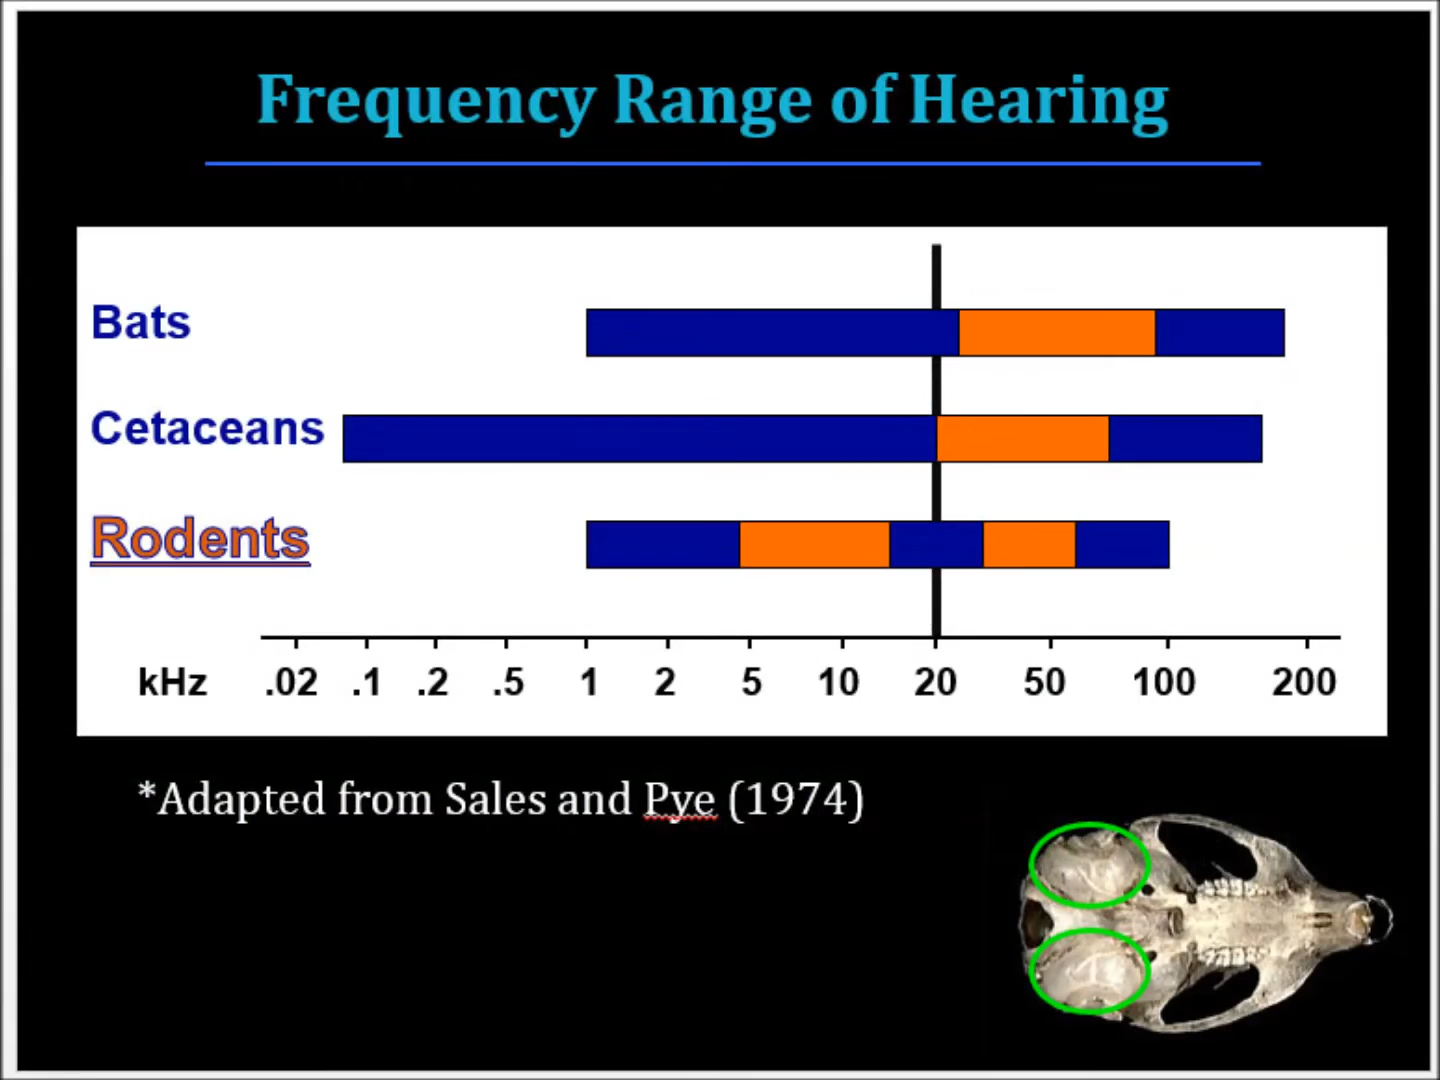 Frequency Range of Hearing
Bats
Cetaceans
Rodents
kHz .02 .1 .2 .5 1 2 5 10 20 50 100 200
*Adapted from Sales and Pye (1974)